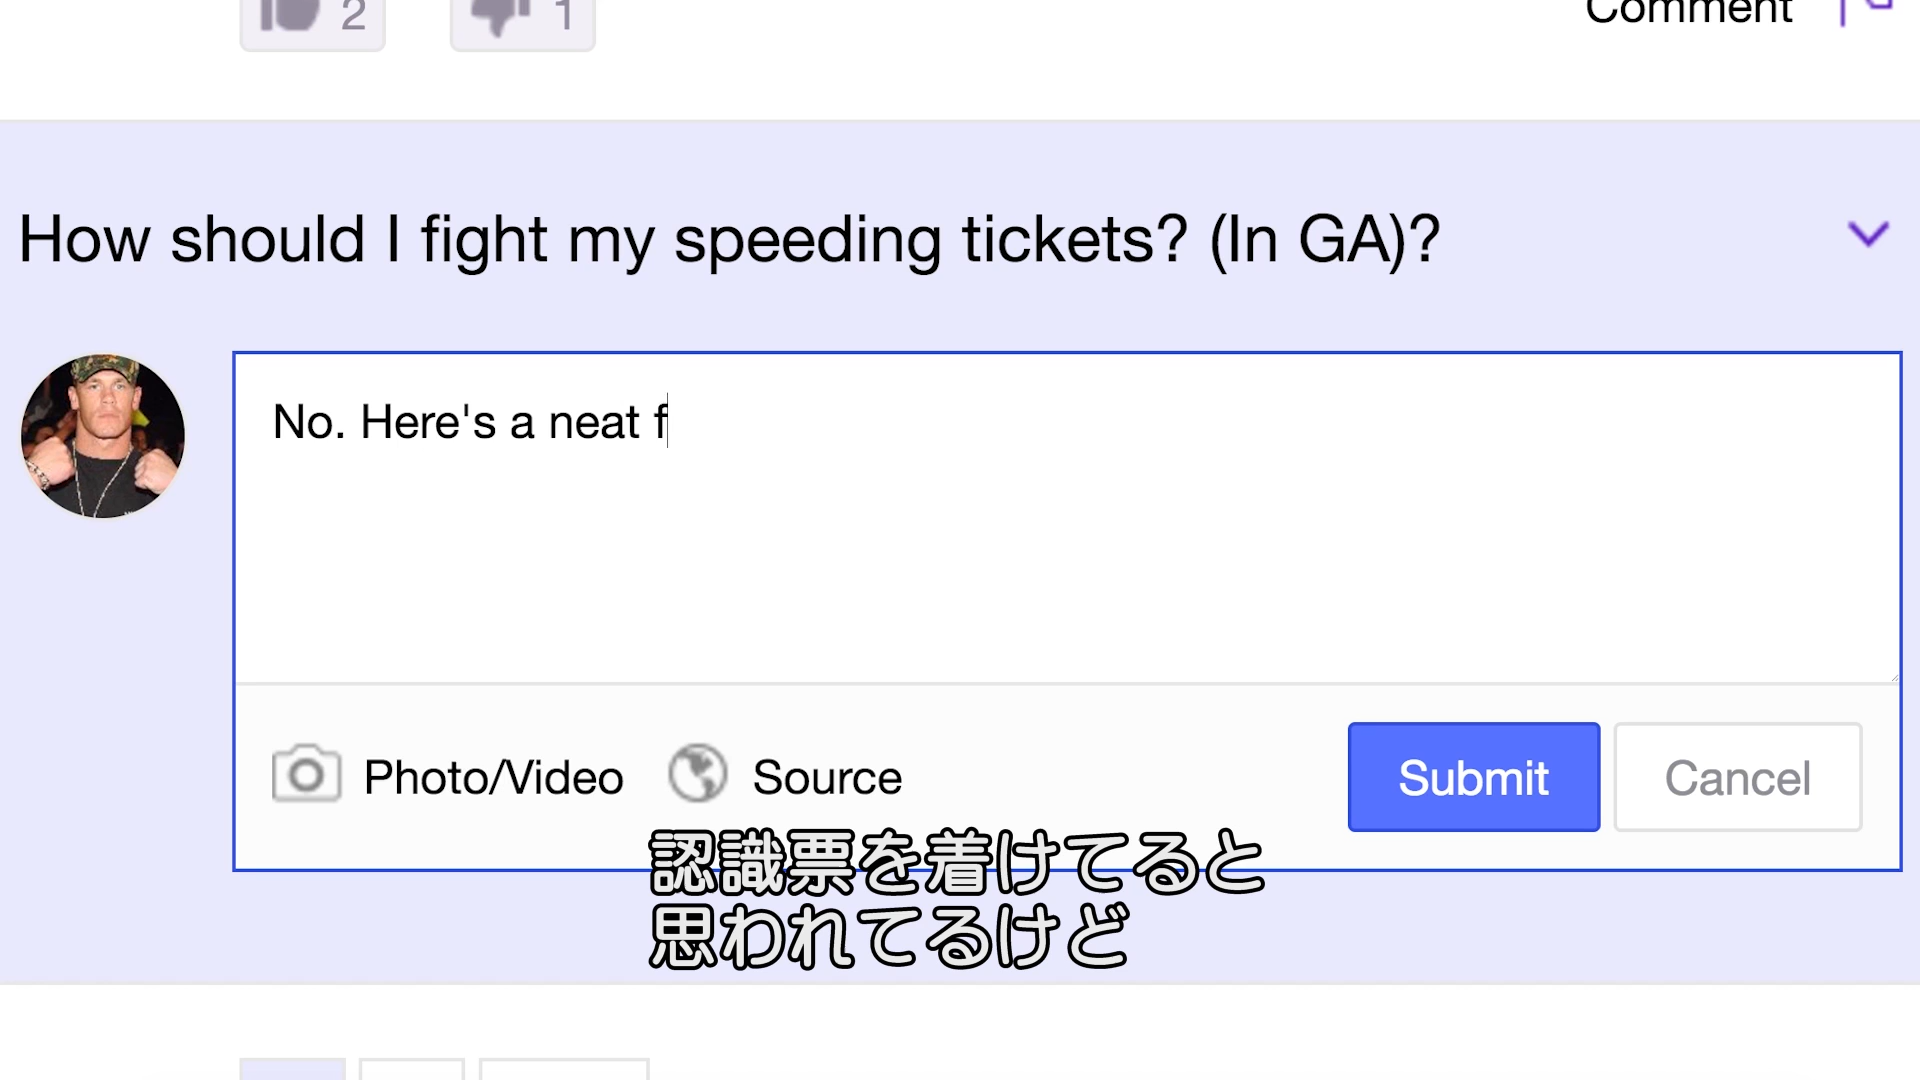 2
1
Comment
How should I fight my speeding tickets? (In GA)?
No. Here's a neat f
Photo/Video
Source
Submit
Cancel
認識票を着けてると
思われてるけど